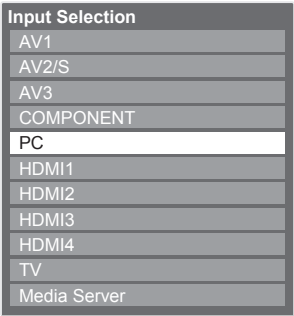 Input Selection
AV1
AV2/S
AV3
COMPONENT
PC
HDMI1
HDMI2
HDMI3
HDMI4
TV
Media Server